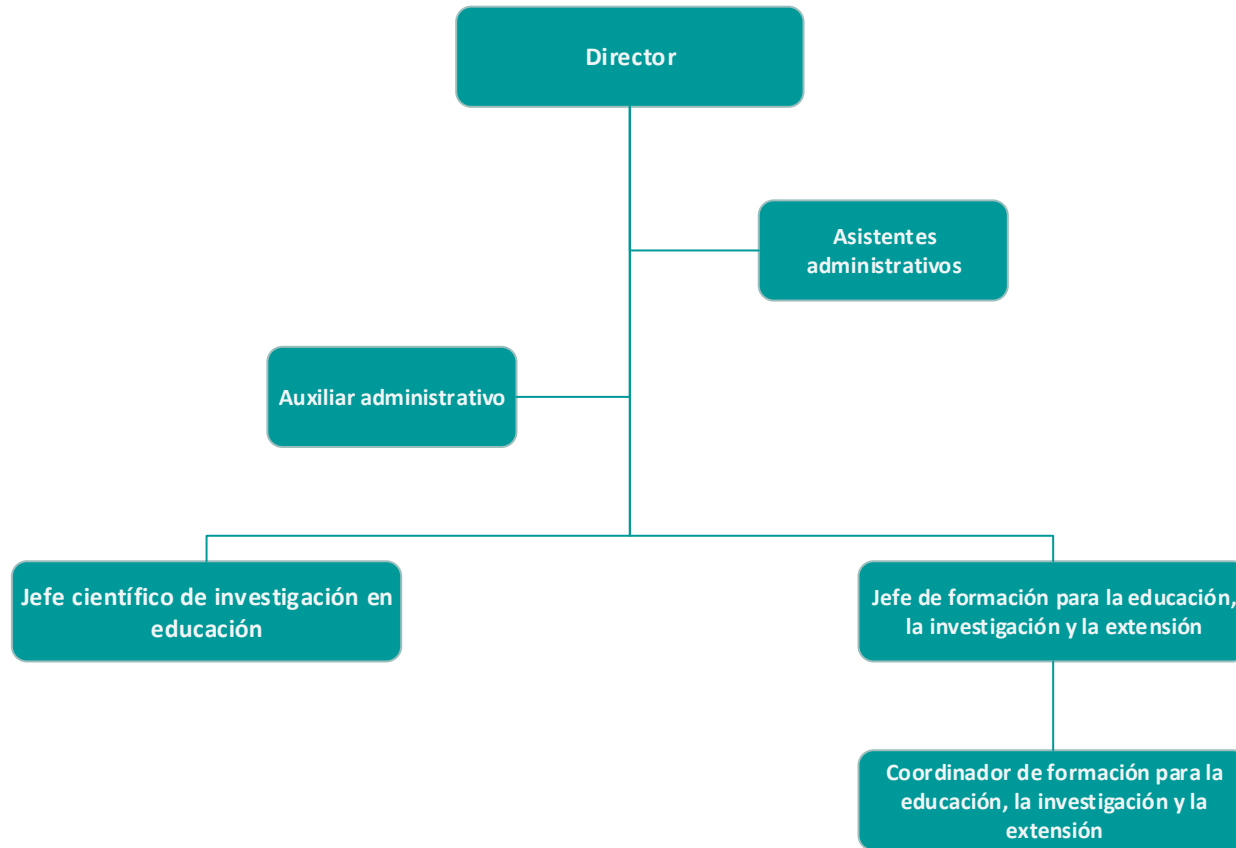 Director
Asistentes
administrativos
Auxiliar administrativo
Jefe científico de investigación en
educación
Jefe de formación para la educación,
la investigación y la extensión
Coordinador de formación para la
educación, la investigación y la
extensión